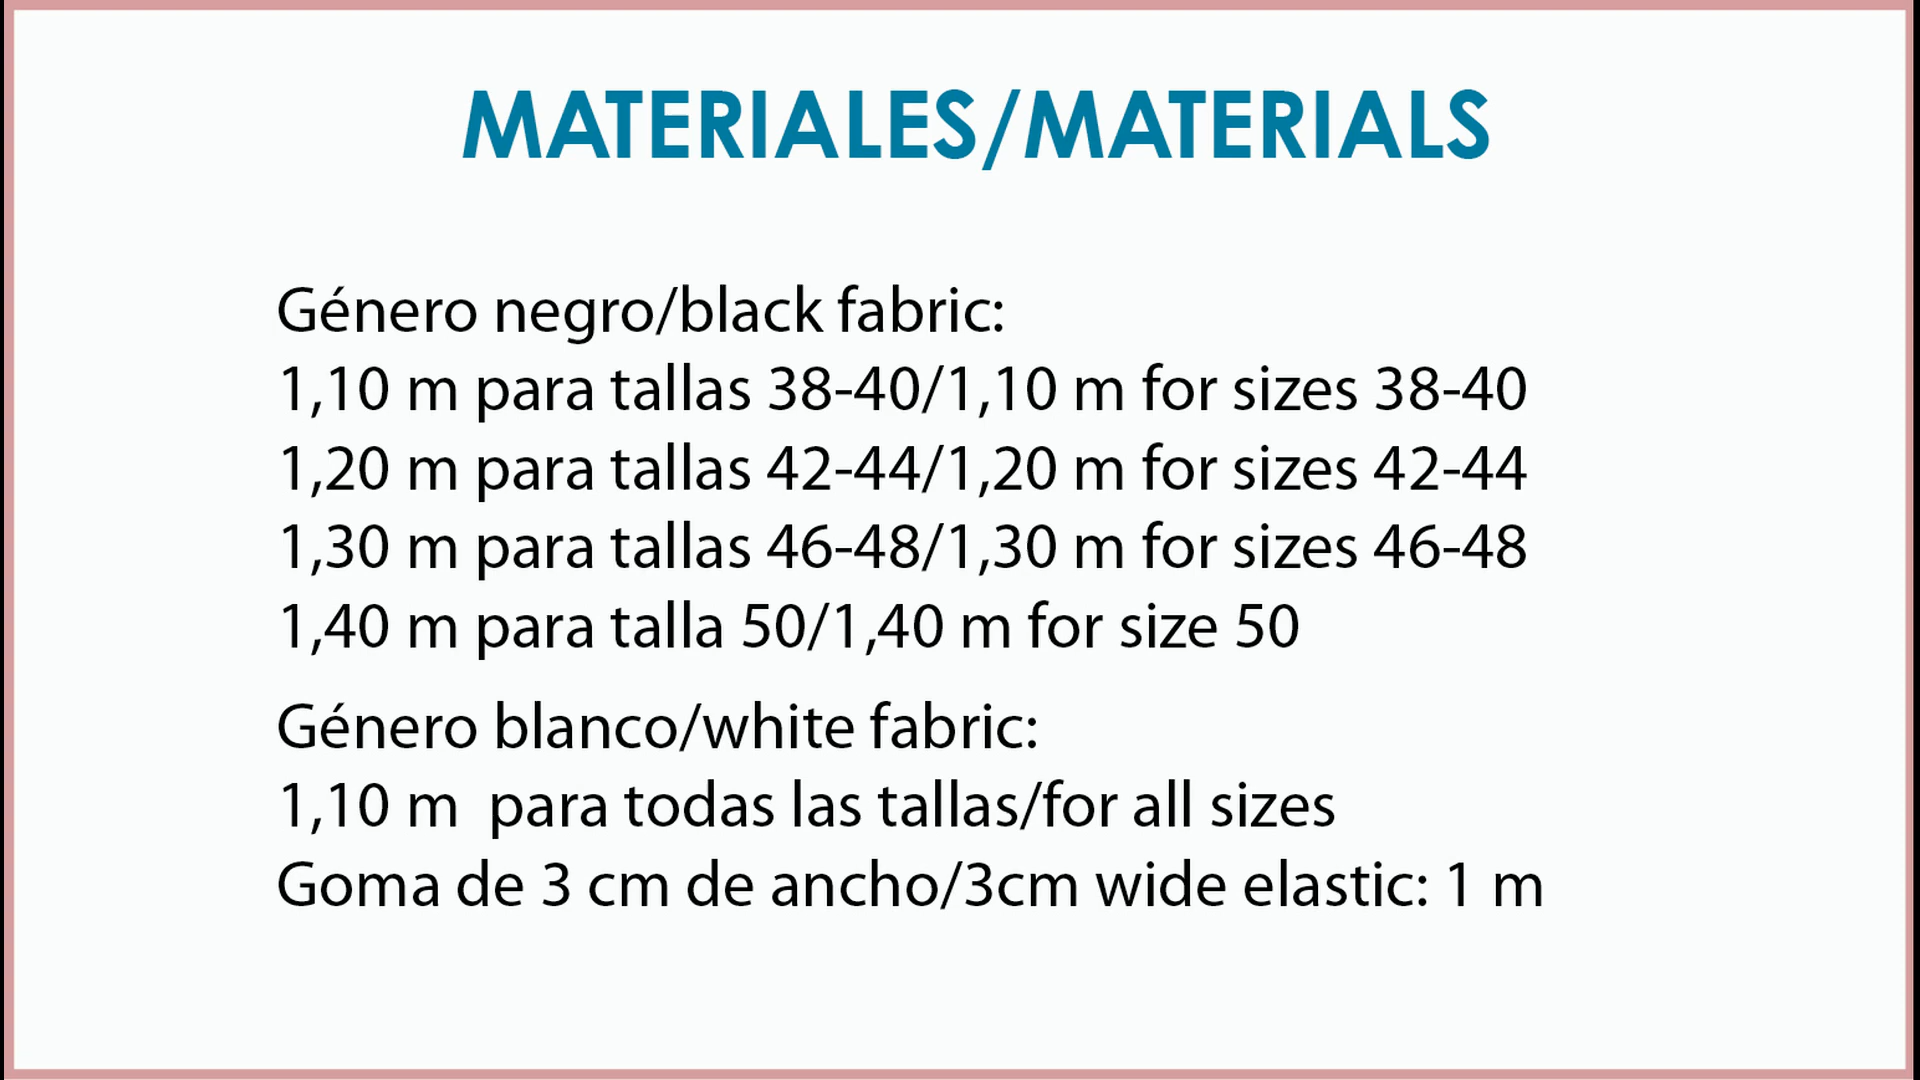 MATERIALES/MATERIALS
Género negro/black fabric:
1,10 m para tallas 38-40/1,10 m for sizes 38-40
1,20 m para tallas 42-44/1,20 m for sizes 42-44
1,30 m para tallas 46-48/1,30 m for sizes 46-48
1,40 m para talla 50/1,40 m for size 50
Género blanco/white fabric:
1,10 m  para todas las tallas/for all sizes
Goma de 3 cm de ancho/3cm wide elastic: 1 m